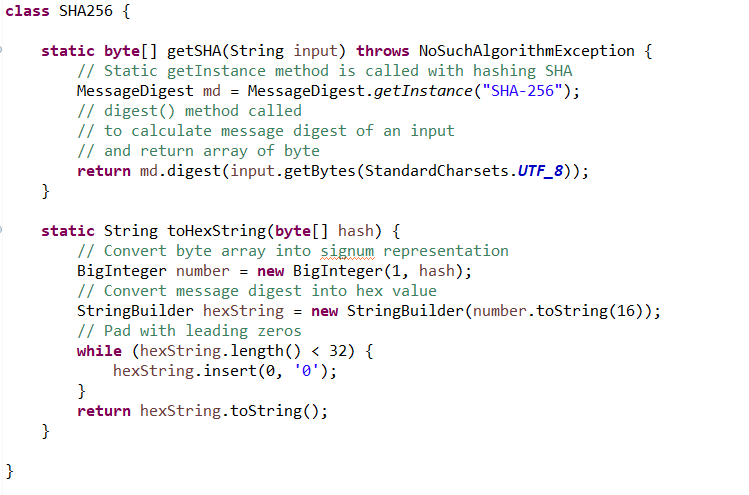 class SHA256 {
static byte[] getSHA(String input) throws NoSuchAlgorithmException {
// Static getInstance method is called with hashing SHA
MessageDigest md = MessageDigest.getInstance("SHA-256");
// digest() method called
// to calculate message digest of an input
// and return array of byte
return md.digest(input.getBytes(StandardCharsets.UTF_8));
}
static String toHexString(byte[] hash) {
// Convert byte array into signum representation
BigInteger number = new BigInteger(1, hash);
// Convert message digest into hex value
StringBuilder hexString = new StringBuilder(number.toString(16));
// Pad with leading zeros
while (hexString.length() < 32) {
hexString.insert(0, '0');
}
return hexString.toString();
}
}